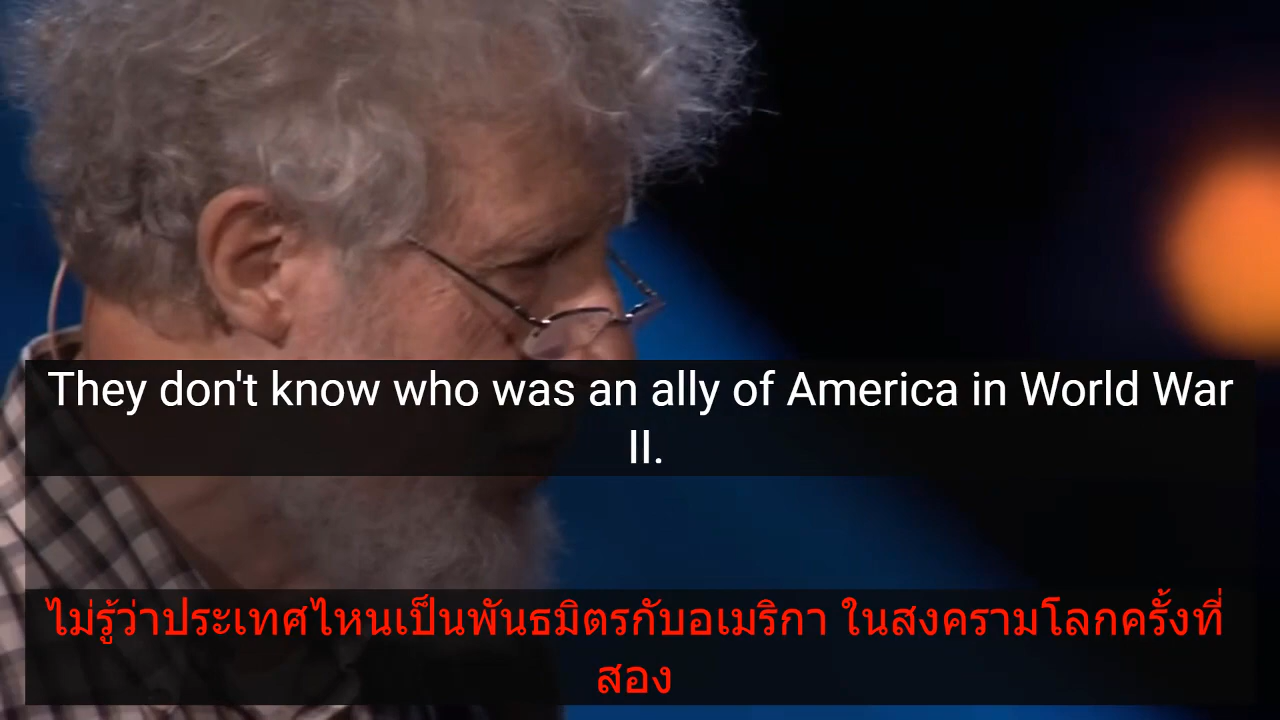 They don't know who was an ally of America in World War
II.
ไม่รู้ว่าประเทศไหนเป็นพันธมิตรกับอเมริกา ในสงครามโลกครั้งที่
สอง